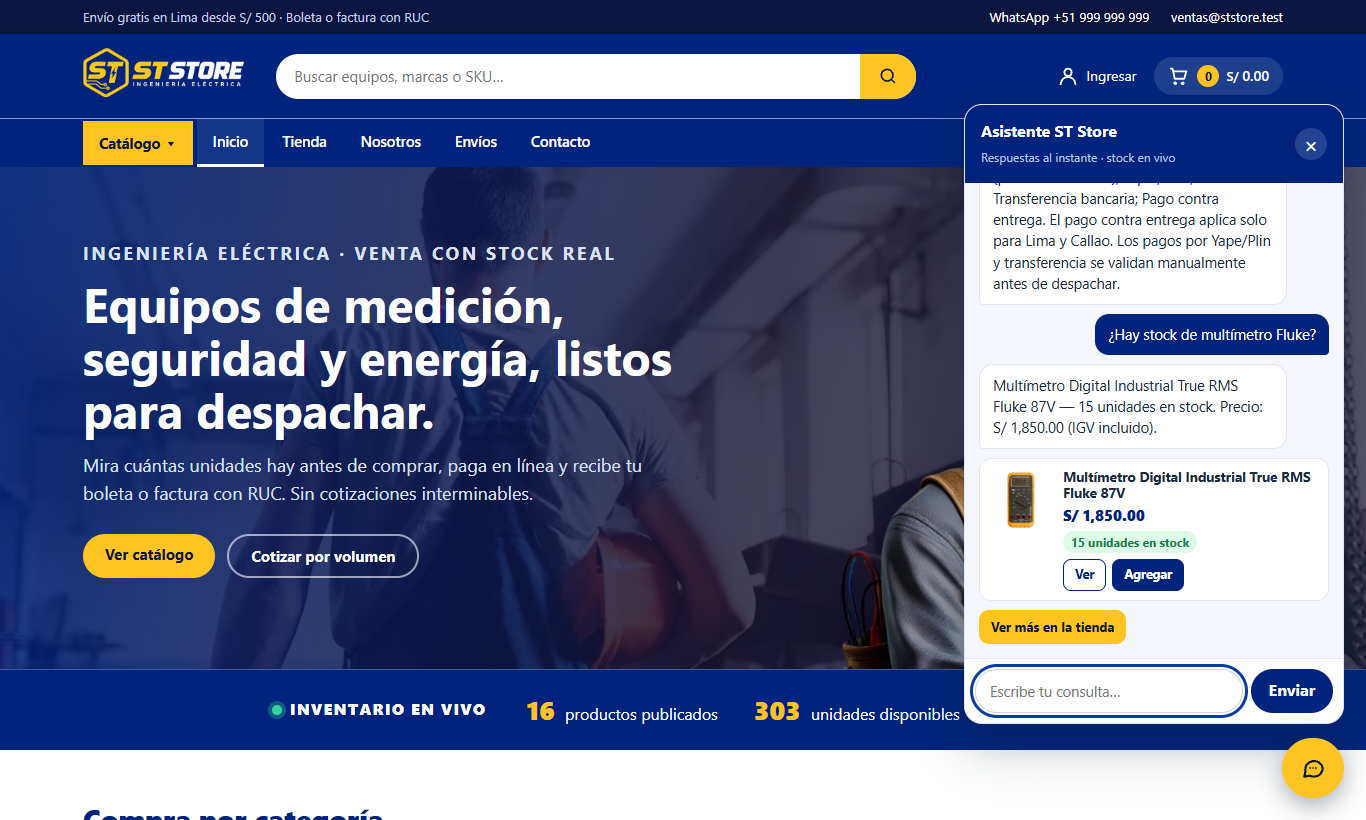 Envío gratis en Lima desde S/ 500 · Boleta o factura con RUC
WhatsApp +51 999 999 999
ventas@ststore.test
ST ST STORE
INGENIERÍA ELÉCTRICA
Buscar equipos, marcas o SKU...
Ingresar
0 S/ 0.00
Catálogo
Inicio
Tienda
Nosotros
Envíos
Contacto
INGENIERÍA ELÉCTRICA · VENTA CON STOCK REAL
Equipos de medición,
seguridad y energía, listos
para despachar.
Mira cuántas unidades hay antes de comprar, paga en línea y recibe tu
boleta o factura con RUC. Sin cotizaciones interminables.
Ver catálogo
Cotizar por volumen
INVENTARIO EN VIVO
16 productos publicados
303 unidades disponibles
Compra por categoría
Asistente ST Store
Respuestas al instante · stock en vivo
Transferencia bancaria; Pago contra
entrega. El pago contra entrega aplica solo
para Lima y Callao. Los pagos por Yape/Plin
y transferencia se validan manualmente
antes de despachar.
¿Hay stock de multímetro Fluke?
Multímetro Digital Industrial True RMS
Fluke 87V — 15 unidades en stock. Precio:
S/ 1,850.00 (IGV incluido).
Multímetro Digital Industrial True RMS
Fluke 87V
S/ 1,850.00
15 unidades en stock
Ver
Agregar
Ver más en la tienda
Escribe tu consulta...
Enviar